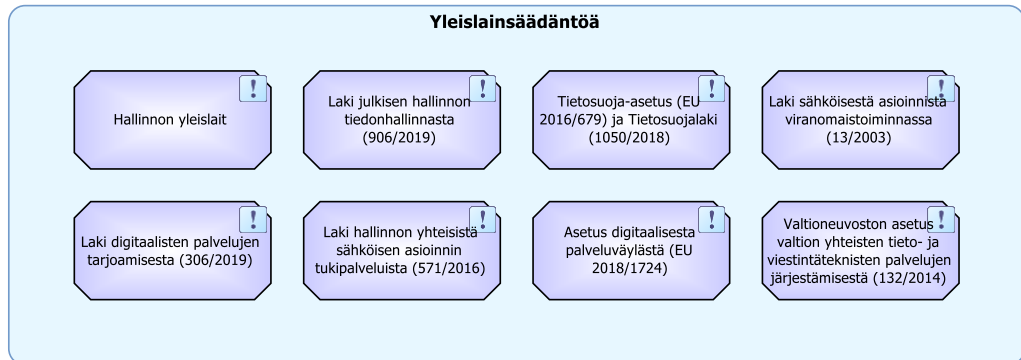 Yleislainsäädäntöä
Hallinnon yleislait
Laki julkisen hallinnon
tiedonhallinnasta
(906/2019)
Tietosuoja-asetus (EU
2016/679) ja Tietosuojalaki
(1050/2018)
Laki sähköisestä asioinnista
viranomaistoiminnassa
(13/2003)
Laki digitaalisten palvelujen
tarjoamisesta (306/2019)
Laki hallinnon yhteisistä
sähköisen asioinnin
tukipalveluista (571/2016)
Asetus digitaalisesta
palveluväylästä (EU
2018/1724)
Valtioneuvoston asetus
valtion yhteisten tieto- ja
viestintäteknisten palvelujen
järjestämisestä (132/2014)